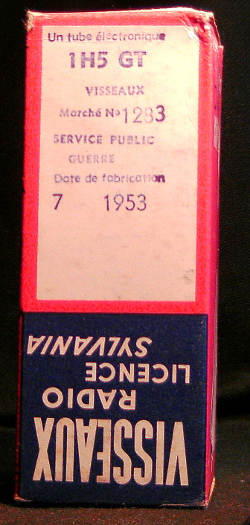 Un tube électronique
1H5 GT
VISSEAUX
Marché No 1283
SERVICE PUBLIC
GUERRE
Date de fabrication
7 1953
VISSEAUX
RADIO
LICENCE
SYLVANIA